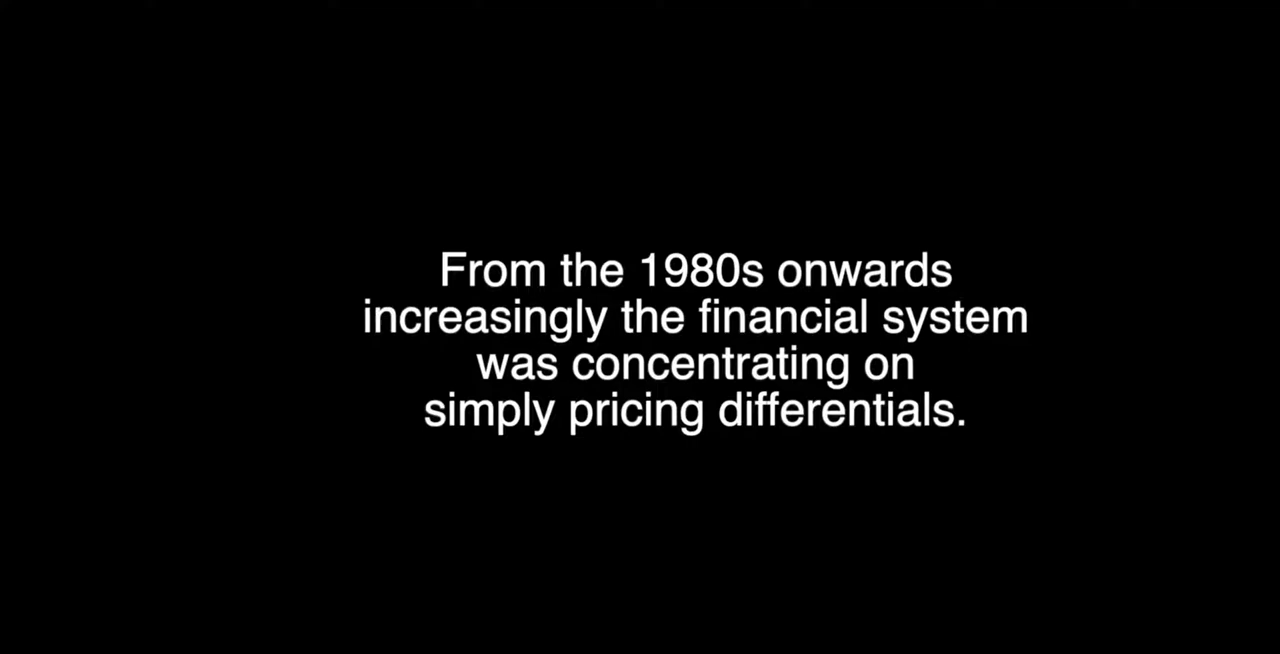 From the 1980s onwards
increasingly the financial system
was concentrating on
simply pricing differentials.